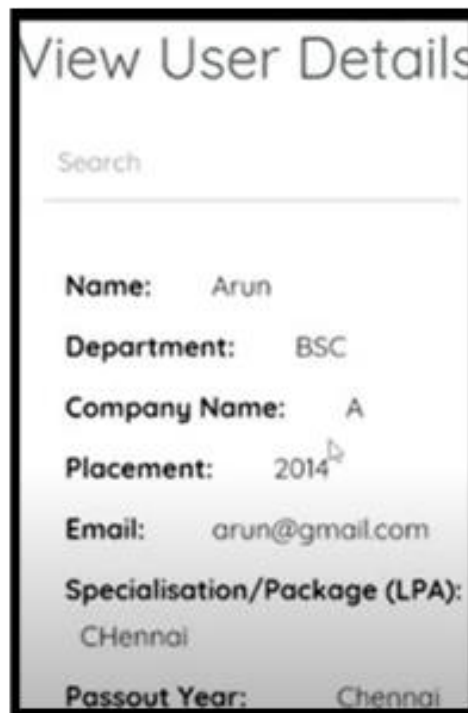 View User Details
Search
Name: Arun
Department: BSC
Company Name: A
Placement: 2014
Email: arun@gmail.com
Specialisation/Package (LPA):
CHennai
Passout Year: Chennai